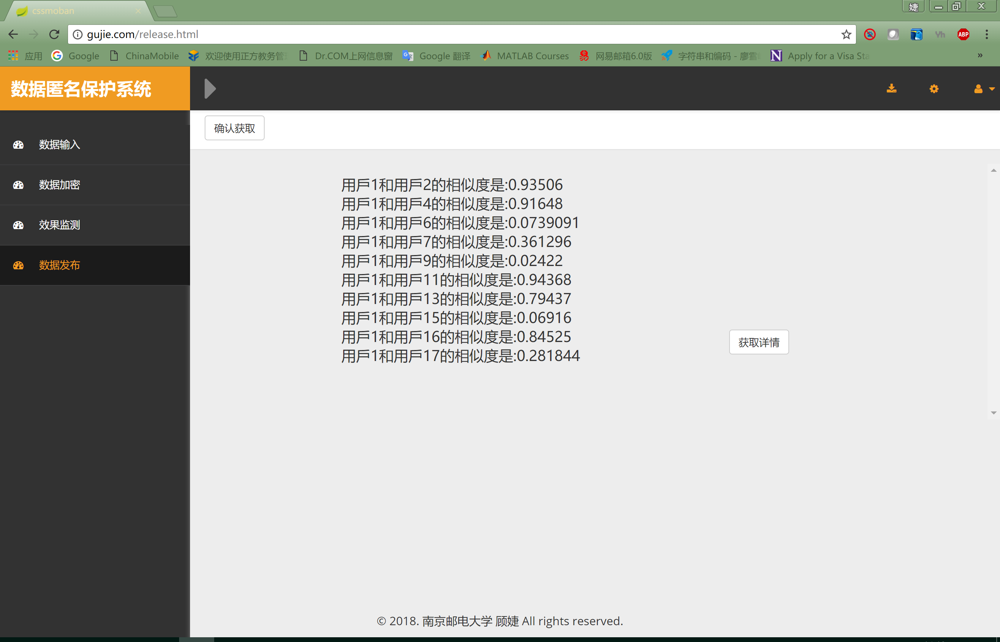 cssmoban
婕
gujie.com/release.html
Yh
ABP
应用
Google
ChinaMobile
欢迎使用正方教务管
Dr.COM上网信息窗
Google 翻译
MATLAB Courses
网易邮箱6.0版
字符串和编码 - 廖雪
N
Apply for a Visa Sta
»
数据匿名保护系统
确认获取
数据输入
数据加密
效果监测
数据发布
用戶1和用戶2的相似度是:0.93506
用戶1和用戶4的相似度是:0.91648
用戶1和用戶6的相似度是:0.0739091
用戶1和用戶7的相似度是:0.361296
用戶1和用戶9的相似度是:0.02422
用戶1和用戶11的相似度是:0.94368
用戶1和用戶13的相似度是:0.79437
用戶1和用戶15的相似度是:0.06916
用戶1和用戶16的相似度是:0.84525
用戶1和用戶17的相似度是:0.281844
获取详情
© 2018. 南京邮电大学 顾婕 All rights reserved.